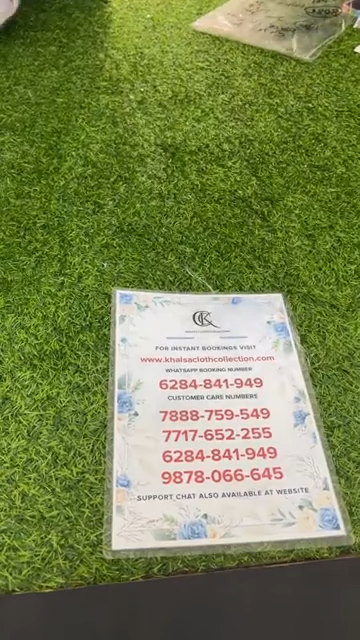 CK
FOR INSTANT BOOKINGS VISIT
www.khalsaclothcollection.com
WHATSAPP BOOKING NUMBER
6284-841-949
CUSTOMER CARE NUMBERS
7888-759-549
7717-652-255
6284-841-949
9878-066-645
SUPPORT CHAT ALSO AVAILABLE AT WEBSITE